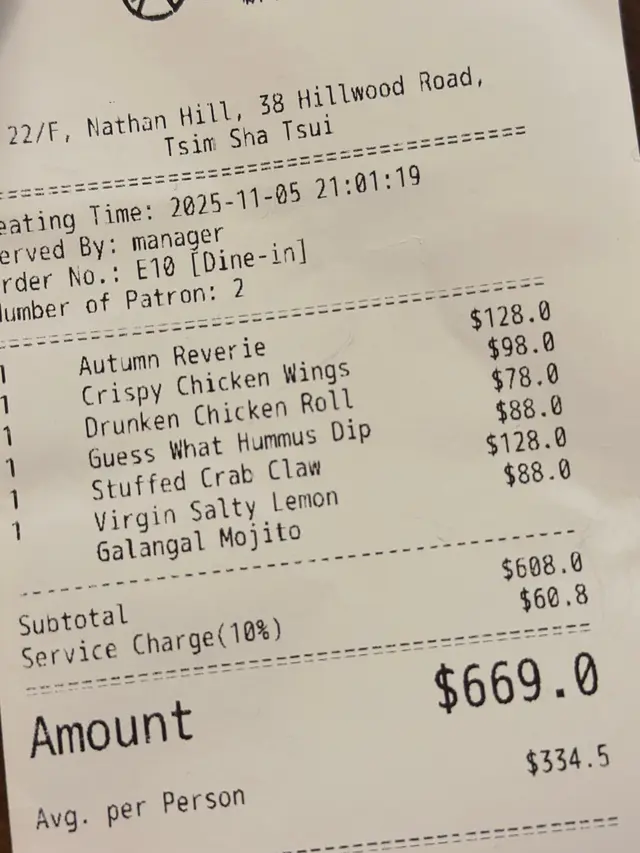 22/F, Nathan Hill, 38 Hillwood Road,
Tsim Sha Tsui
eating Time: 2025-11-05 21:01:19
erved By: manager
rder No.: E10 [Dine-in]
umber of Patron: 2
1 Autumn Reverie $128.0
1 Crispy Chicken Wings $98.0
1 Drunken Chicken Roll $78.0
1 Guess What Hummus Dip $88.0
1 Stuffed Crab Claw $128.0
1 Virgin Salty Lemon $88.0
Galangal Mojito
Subtotal $608.0
Service Charge(10%) $60.8
Amount $669.0
Avg. per Person $334.5